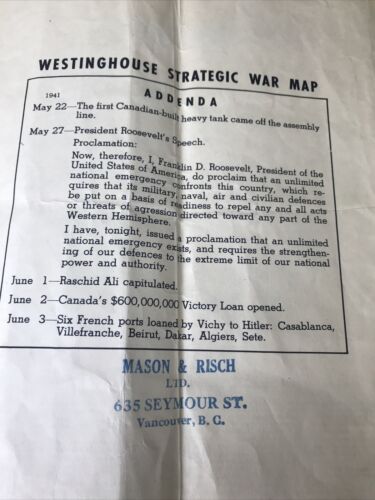 WESTINGHOUSE STRATEGIC WAR MAP
ADDENDA
1941
May 22—The first Canadian-built heavy tank came off the assembly
line.
May 27—President Roosevelt's Speech.
Proclamation:
Now, therefore, I, Franklin D. Roosevelt, President of the
United States of America, do proclaim that an unlimited
national emergency confronts this country, which re-
quires that its military, naval, air and civilian defences
be put on a basis of readiness to repel any and all acts
or threats of agression directed toward any part of the
Western Hemisphere.
I have, tonight, issued a proclamation that an unlimited
national emergency exists, and requires the strengthen-
ing of our defences to the extreme limit of our national
power and authority.
June 1—Raschid Ali capitulated.
June 2—Canada's $600,000,000 Victory Loan opened.
June 3—Six French ports loaned by Vichy to Hitler: Casablanca,
Villefranche, Beirut, Dakar, Algiers, Sete.
MASON & RISCH
LTD.
635 SEYMOUR ST.
Vancouver, B. C.